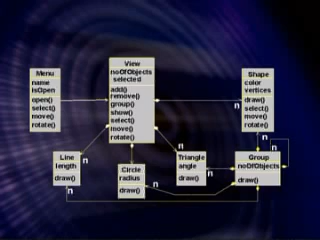 Menu
name
isOpen
open()
select()
move()
rotate()
View
noOfObjects
selected
add()
remove()
group()
show()
select()
move()
rotate()
Shape
color
vertices
draw()
select()
move()
rotate()
n
n
Line
length
draw()
n
n
Circle
radius
draw()
n
n
Triangle
angle
draw()
n
n
Group
noOfObjects
draw()
n